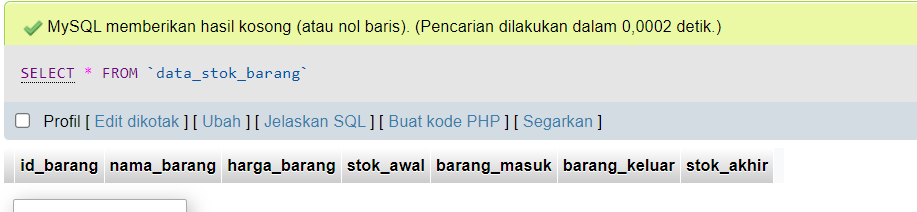 MySQL memberikan hasil kosong (atau nol baris). (Pencarian dilakukan dalam 0,0002 detik.)
SELECT * FROM `data_stok_barang`
Profil [ Edit dikotak ] [ Ubah ] [ Jelaskan SQL ] [ Buat kode PHP ] [ Segarkan ]
id_barang nama_barang harga_barang stok_awal barang_masuk barang_keluar stok_akhir